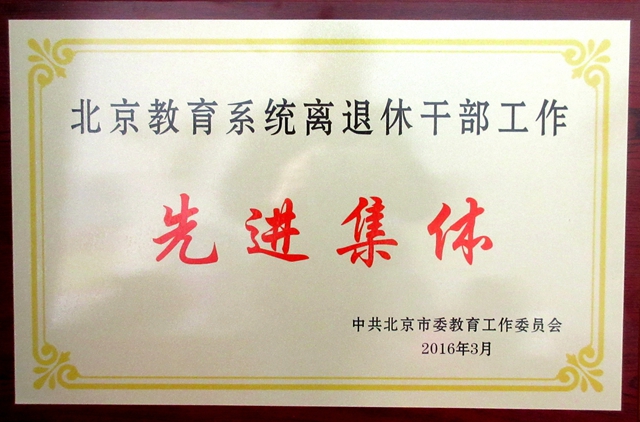 北京教育系统离退休干部工作
先进集体
中共北京市委教育工作委员会
2016年3月